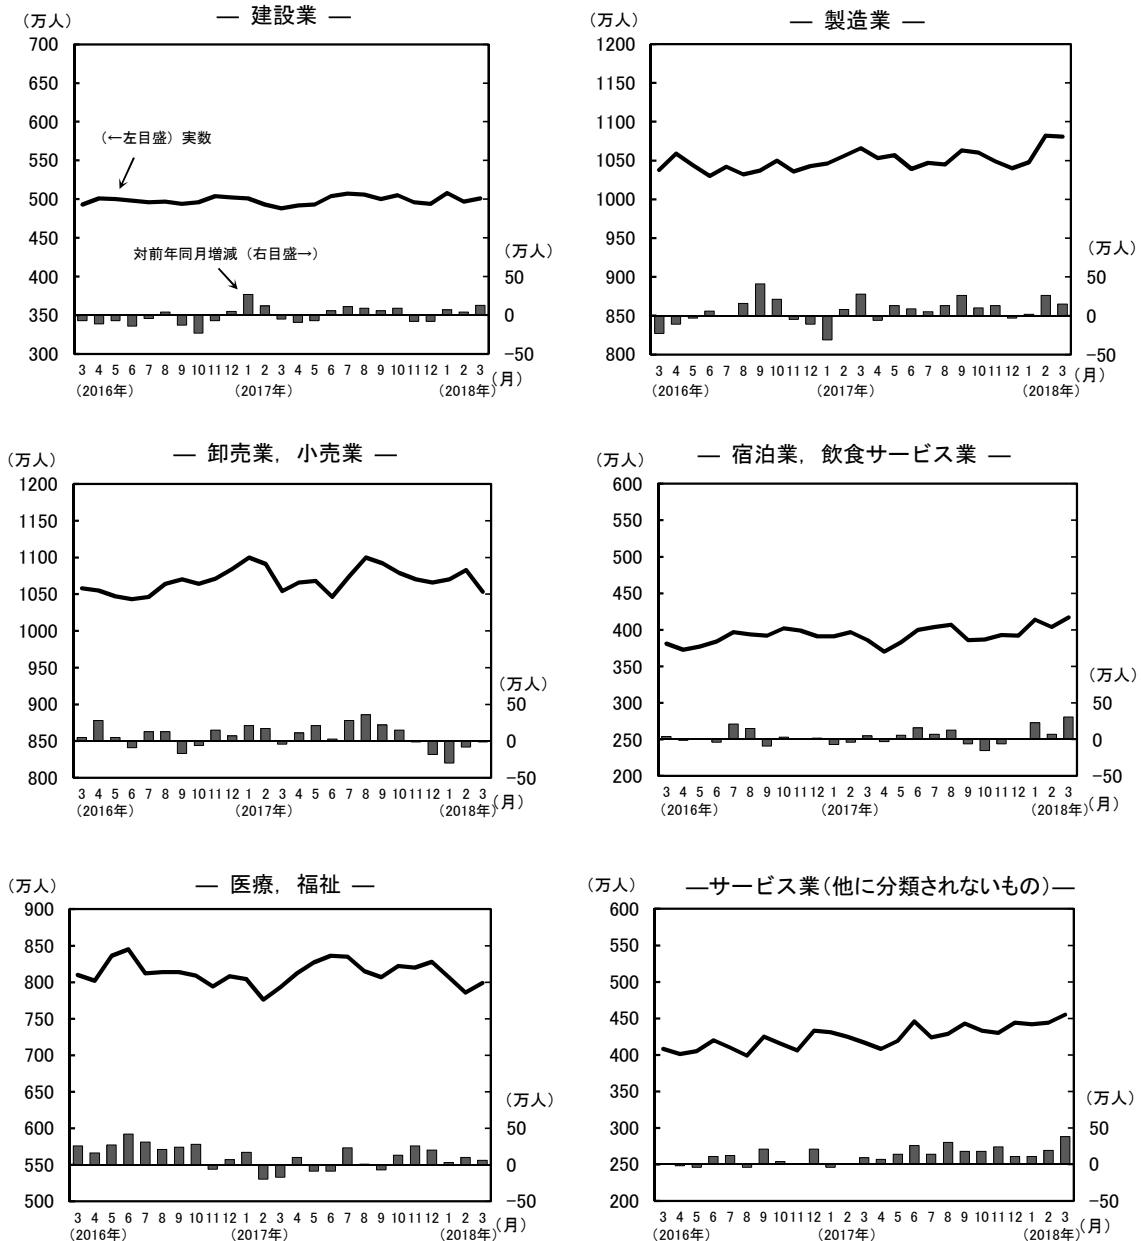 — 建設業 —
(万人)
700
650
600
550
500
450
400
350
300
(←左目盛) 実数
対前年同月増減 (右目盛→)
(万人)
50
0
−50
3 4 5 6 7 8 9 10 11 12 1 2 3 4 5 6 7 8 9 10 11 12 1 2 3 (月)
(2016年) (2017年) (2018年)
— 製造業 —
(万人)
1200
1150
1100
1050
1000
950
900
850
800
(万人)
50
0
−50
3 4 5 6 7 8 9 10 11 12 1 2 3 4 5 6 7 8 9 10 11 12 1 2 3 (月)
(2016年) (2017年) (2018年)
— 卸売業, 小売業 —
(万人)
1200
1100
1050
1000
950
900
850
800
(万人)
50
0
−50
3 4 5 6 7 8 9 10 11 12 1 2 3 4 5 6 7 8 9 10 11 12 1 2 3 (月)
(2016年) (2017年) (2018年)
— 宿泊業, 飲食サービス業 —
(万人)
600
550
500
450
400
350
300
250
200
(万人)
50
0
−50
3 4 5 6 7 8 9 10 11 12 1 2 3 4 5 6 7 8 9 10 11 12 1 2 3 (月)
(2016年) (2017年) (2018年)
— 医療, 福祉 —
(万人)
900
850
800
750
700
650
600
550
500
(万人)
50
0
−50
3 4 5 6 7 8 9 10 11 12 1 2 3 4 5 6 7 8 9 10 11 12 1 2 3 (月)
(2016年) (2017年) (2018年)
—サービス業(他に分類されないもの)—
(万人)
600
550
500
450
400
350
300
250
200
(万人)
50
0
−50
3 4 5 6 7 8 9 10 11 12 1 2 3 4 5 6 7 8 9 10 11 12 1 2 3 (月)
(2016年) (2017年) (2018年)